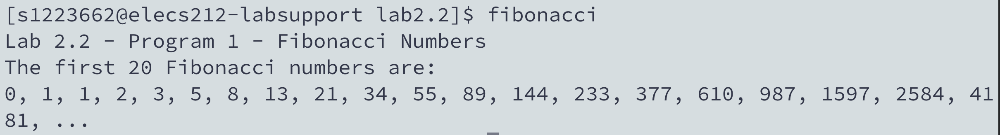 [s1223662@elecs212-labsupport lab2.2]$ fibonacci
Lab 2.2 - Program 1 - Fibonacci Numbers
The first 20 Fibonacci numbers are:
0, 1, 1, 2, 3, 5, 8, 13, 21, 34, 55, 89, 144, 233, 377, 610, 987, 1597, 2584, 41
81, ...